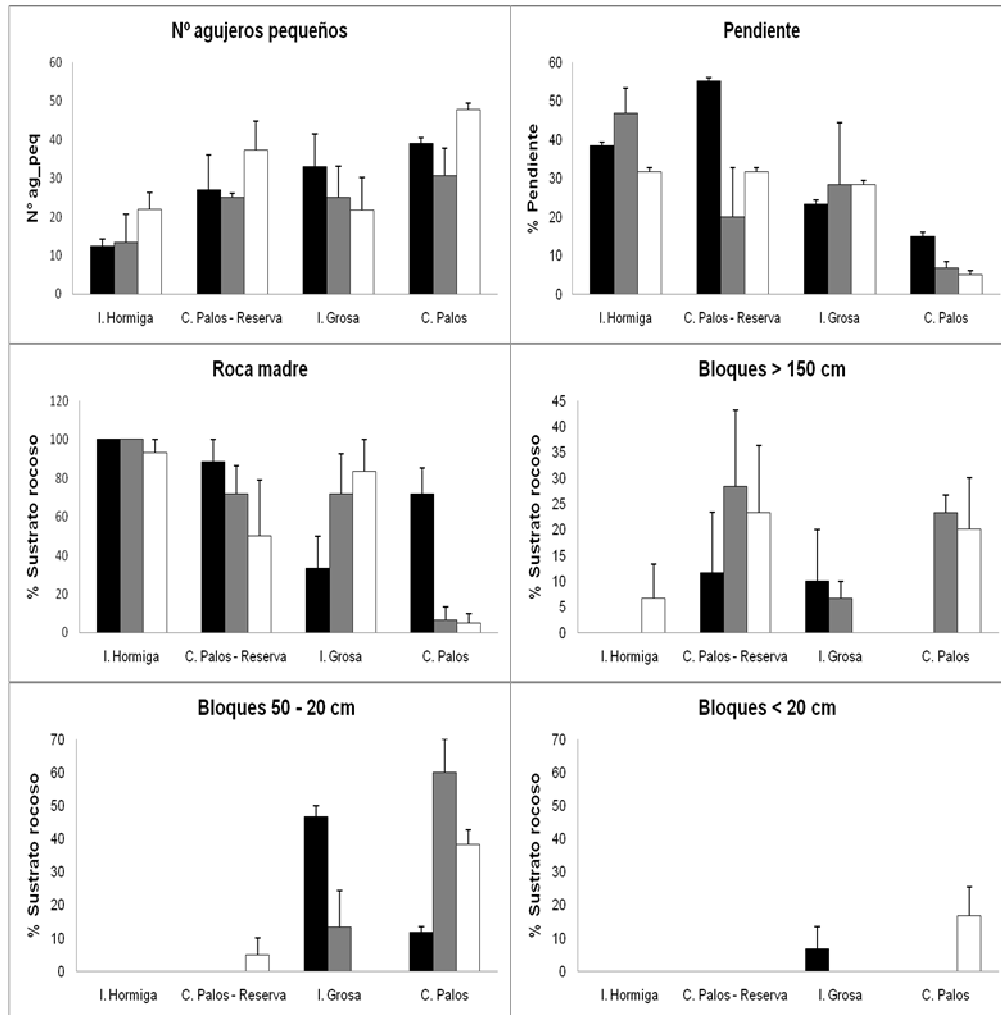 Nº agujeros pequeños
N° ag_peq
60
50
40
30
20
10
0
I. Hormiga C. Palos - Reserva I. Grosa C. Palos
Pendiente
% Pendiente
60
50
40
30
20
10
0
I. Hormiga C. Palos - Reserva I. Grosa C. Palos
Roca madre
% Sustrato rocoso
120
100
80
60
40
20
0
I. Hormiga C. Palos - Reserva I. Grosa C. Palos
Bloques > 150 cm
% Sustrato rocoso
45
40
35
30
25
20
15
10
5
0
I. Hormiga C. Palos - Reserva I. Grosa C. Palos
Bloques 50 - 20 cm
% Sustrato rocoso
70
60
50
40
30
20
10
0
I. Hormiga C. Palos - Reserva I. Grosa C. Palos
Bloques < 20 cm
% Sustrato rocoso
70
60
50
40
30
20
10
0
I. Hormiga C. Palos - Reserva I. Grosa C. Palos